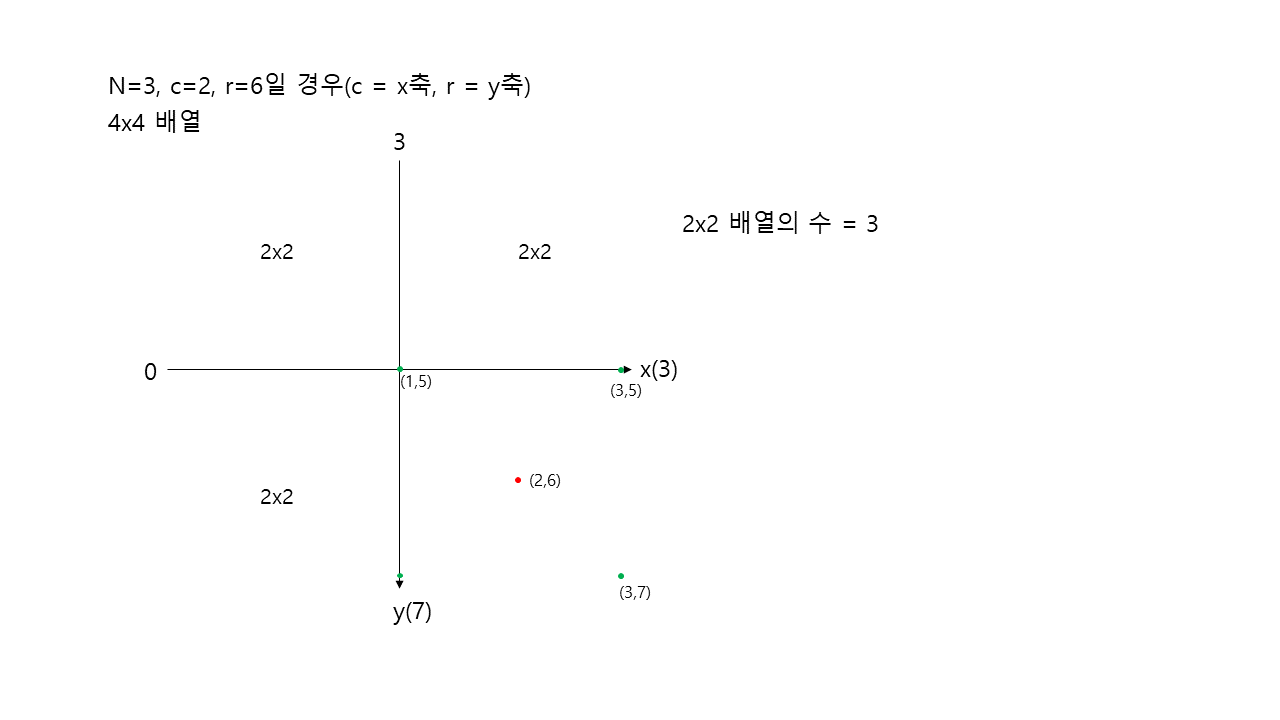 N=3, c=2, r=6일 경우(c = x축, r = y축)
4x4 배열
3
2x2 배열의 수 = 3
2x2
2x2
0
x(3)
(1,5)
(3,5)
(2,6)
2x2
(3,7)
y(7)